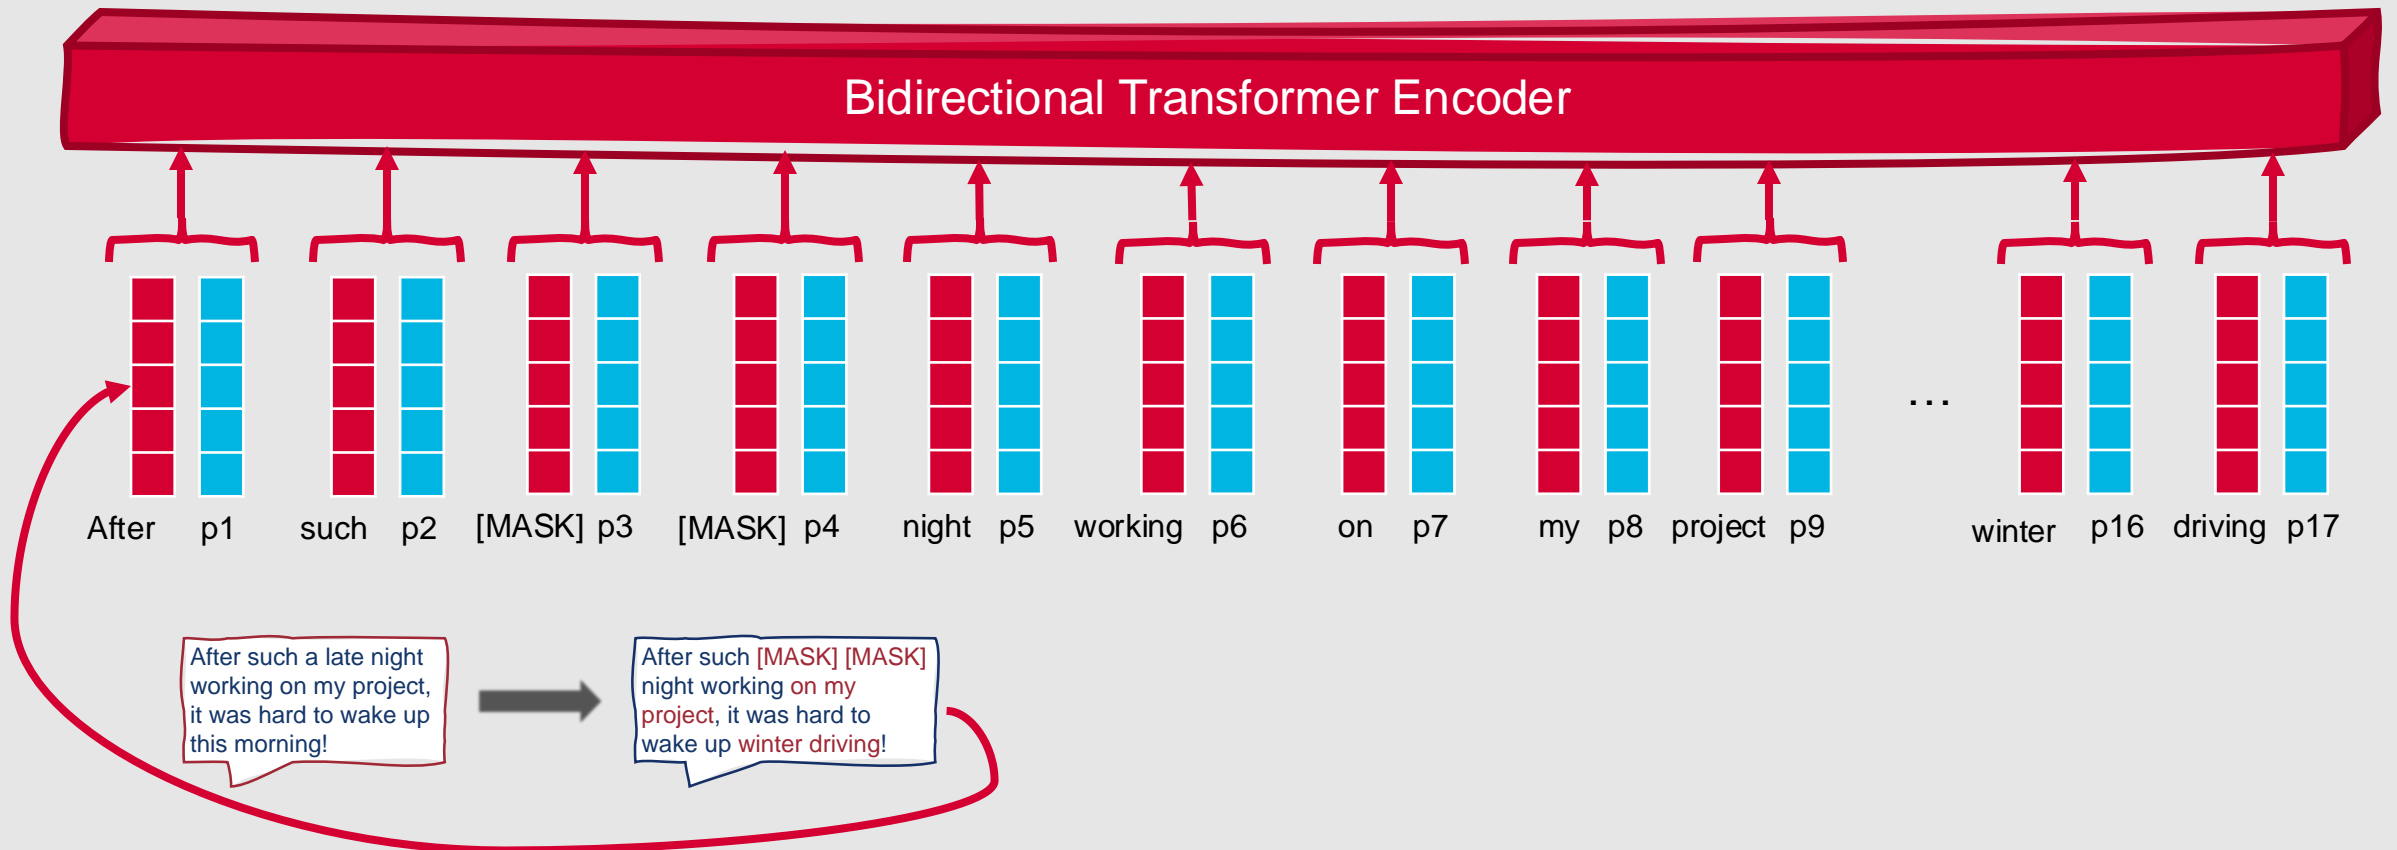 Bidirectional Transformer Encoder
...
After p1 such p2 [MASK] p3 [MASK] p4 night p5 working p6 on p7 my p8 project p9 winter p16 driving p17
After such a late night
working on my project,
it was hard to wake up
this morning!
After such [MASK] [MASK]
night working on my
project, it was hard to
wake up winter driving!